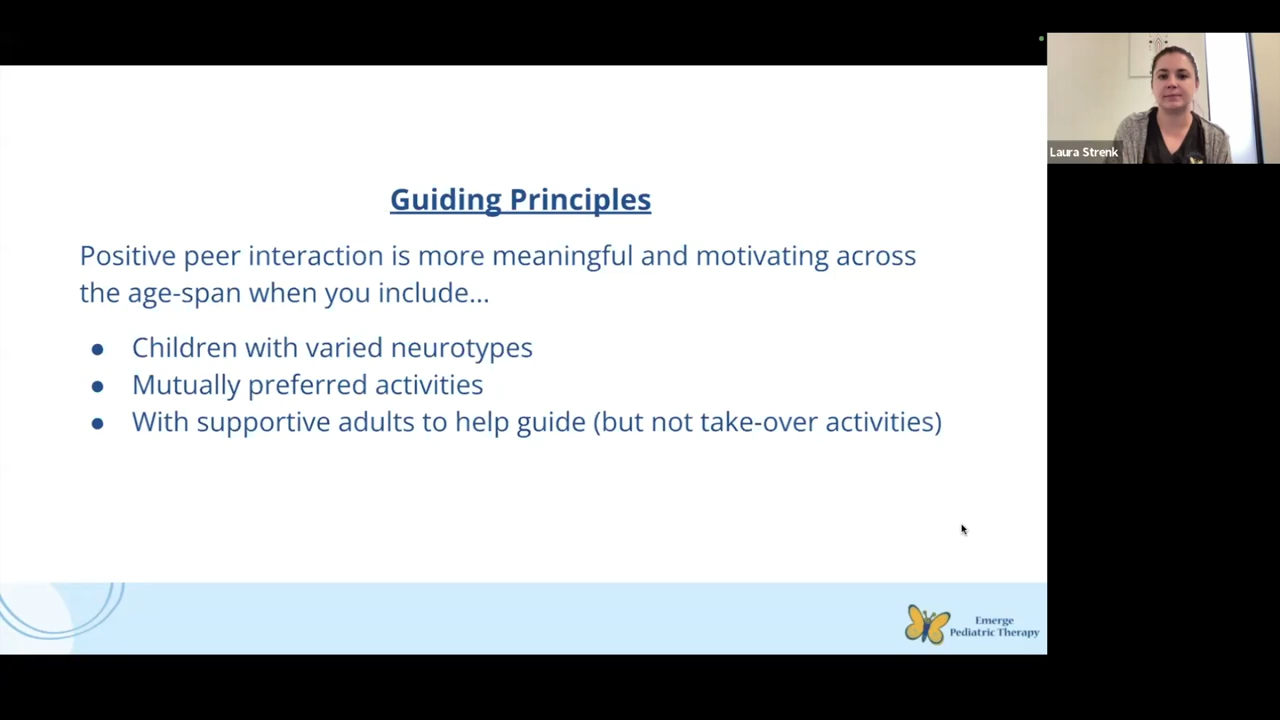 Guiding Principles
Positive peer interaction is more meaningful and motivating across
the age-span when you include...
● Children with varied neurotypes
● Mutually preferred activities
● With supportive adults to help guide (but not take-over activities)
Emerge
Pediatric Therapy
Laura Strenk